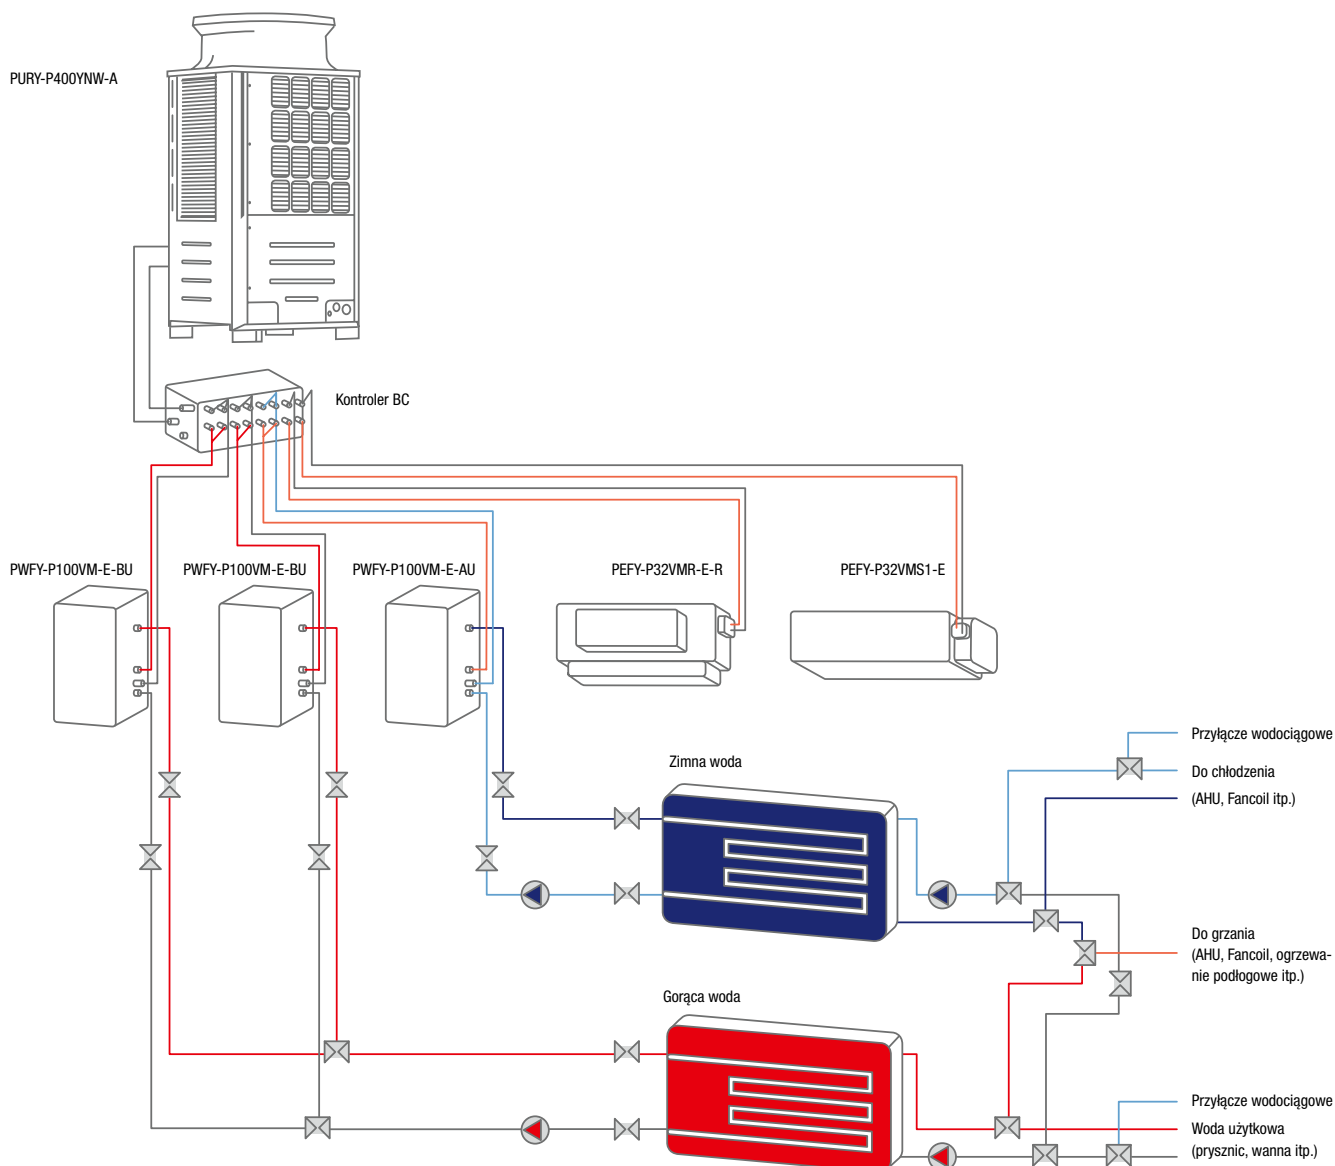 PURY-P400YNW-A
Kontroler BC
PWFY-P100VM-E-BU
PWFY-P100VM-E-BU
PWFY-P100VM-E-AU
PEFY-P32VMR-E-R
PEFY-P32VMS1-E
Zimna woda
Przyłącze wodociągowe
Do chłodzenia
(AHU, Fancoil itp.)
Do grzania
(AHU, Fancoil, ogrzewa-
nie podłogowe itp.)
Gorąca woda
Przyłącze wodociągowe
Woda użytkowa
(prysznic, wanna itp.)